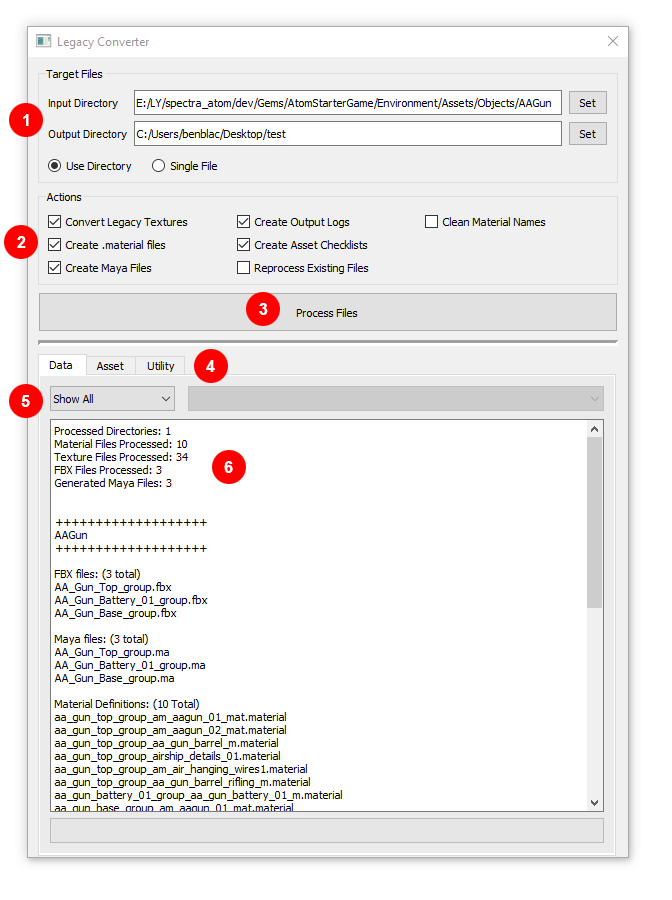 Legacy Converter
Target Files
1
Input Directory E:/LY/spectra_atom/dev/Gems/AtomStarterGame/Environment/Assets/Objects/AAGun Set
Output Directory C:/Users/benblac/Desktop/test Set
Use Directory Single File
Actions
2
Convert Legacy Textures Create Output Logs Clean Material Names
Create .material files Create Asset Checklists
Create Maya Files Reprocess Existing Files
3 Process Files
Data Asset Utility 4
5 Show All
Processed Directories: 1
Material Files Processed: 10
Texture Files Processed: 34
6
FBX Files Processed: 3
Generated Maya Files: 3
+++++++++++++++++++
AAGun
+++++++++++++++++++
FBX files: (3 total)
AA_Gun_Top_group.fbx
AA_Gun_Battery_01_group.fbx
AA_Gun_Base_group.fbx
Maya files: (3 total)
AA_Gun_Top_group.ma
AA_Gun_Battery_01_group.ma
AA_Gun_Base_group.ma
Material Definitions: (10 Total)
aa_gun_top_group_am_aagun_01_mat.material
aa_gun_top_group_am_aagun_02_mat.material
aa_gun_top_group_aa_gun_barrel_m.material
aa_gun_top_group_airship_details_01.material
aa_gun_top_group_am_air_hanging_wires1.material
aa_gun_top_group_aa_gun_barrel_rifling_m.material
aa_gun_battery_01_group_aa_gun_battery_01_m.material
aa_gun_base_group_am_aagun_01_mat.material